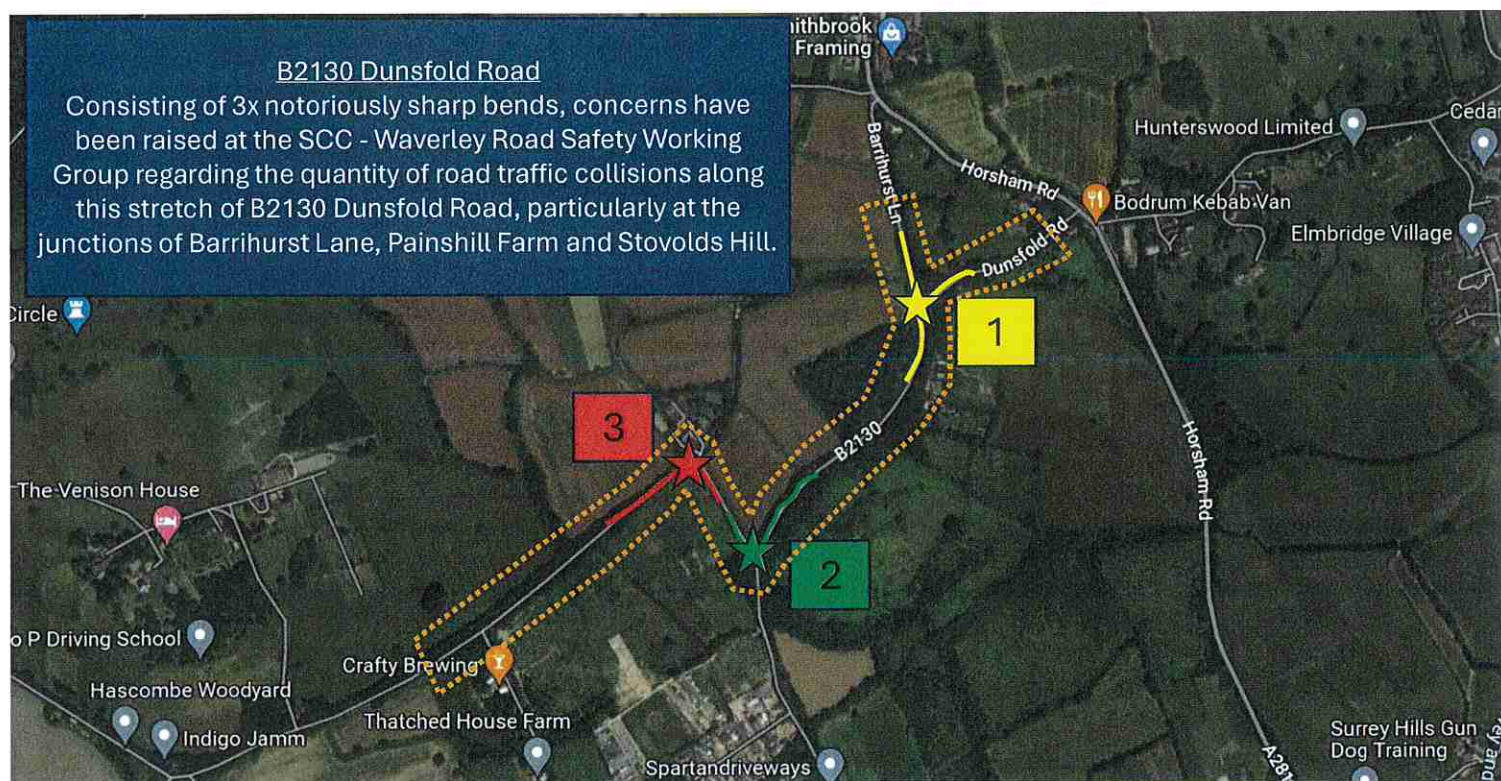 B2130 Dunsfold Road
Consisting of 3x notoriously sharp bends, concerns have
been raised at the SCC - Waverley Road Safety Working
Group regarding the quantity of road traffic collisions along
this stretch of B2130 Dunsfold Road, particularly at the
junctions of Barrihurst Lane, Painshill Farm and Stovolds Hill.
Framing
Cedar
Hunterswood Limited
Barrihurst Ln
Horsham Rd
Bodrum Kebab Van
Elmbridge Village
Dunsfold Rd
Circle
1
3
B2130
Horsham Rd
The Venison House
2
o P Driving School
Crafty Brewing
Hascombe Woodyard
Thatched House Farm
Indigo Jamm
Surrey Hills Gun
Dog Training
Spartandriveways
A281